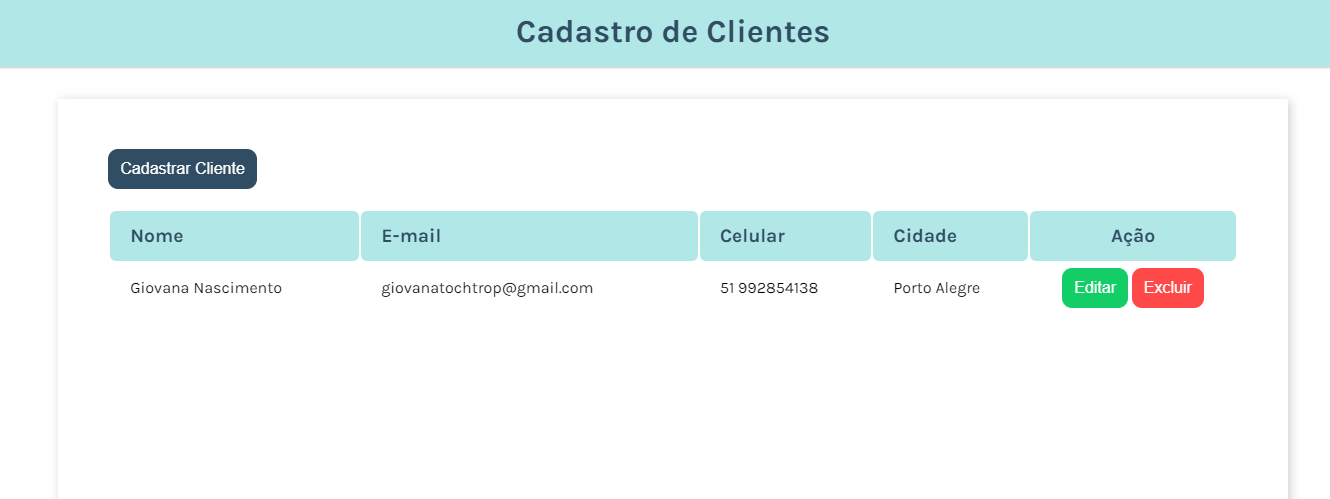 Cadastro de Clientes
Cadastrar Cliente
Nome E-mail Celular Cidade Ação
Giovana Nascimento giovanatochtrop@gmail.com 51 992854138 Porto Alegre Editar Excluir